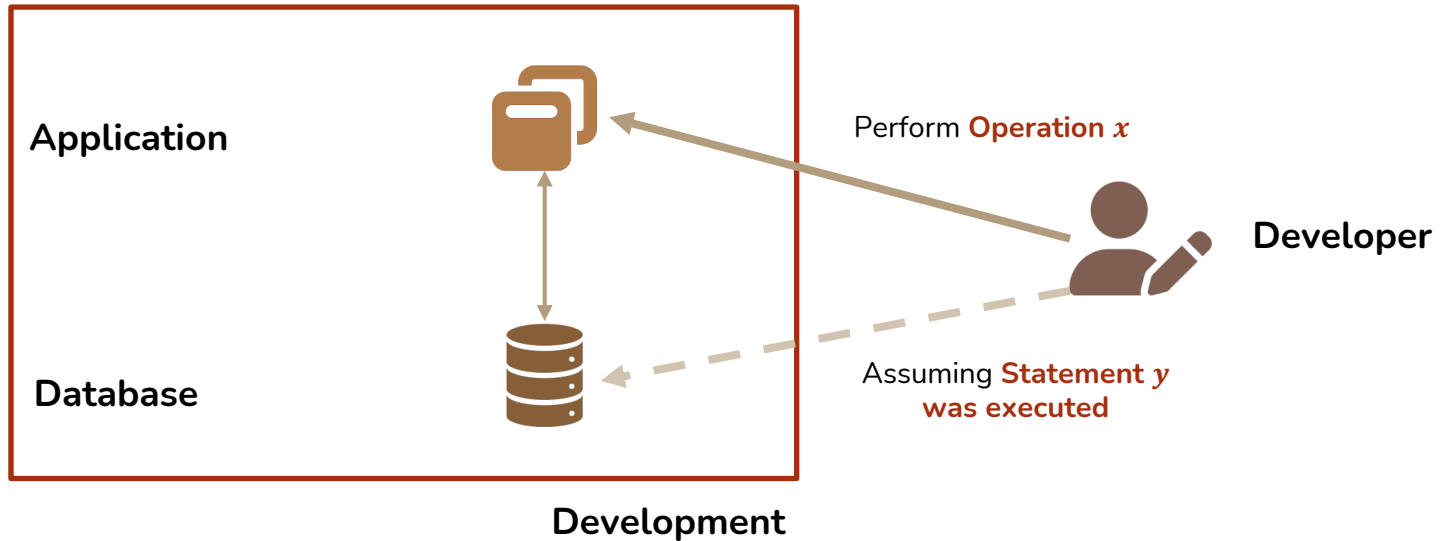 Application
Perform Operation x
Developer
Database
Assuming Statement y
was executed
Development